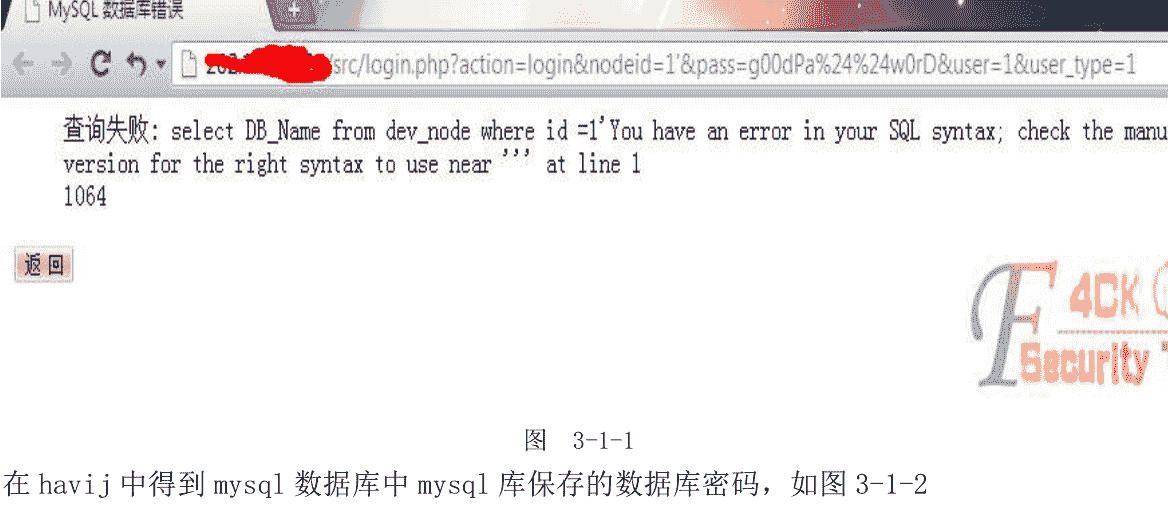 MySQL 数据库错误
/src/login.php?action=login&nodeid=1'&pass=g00dPa%24%24w0rD&user=1&user_type=1
查询失败: select DB_Name from dev_node where id =1'You have an error in your SQL syntax; check the manu
version for the right syntax to use near ''' at line 1
1064
返回
F4CK
Security
图 3-1-1
在 havij 中得到 mysql 数据库中 mysql 库保存的数据库密码，如图 3-1-2